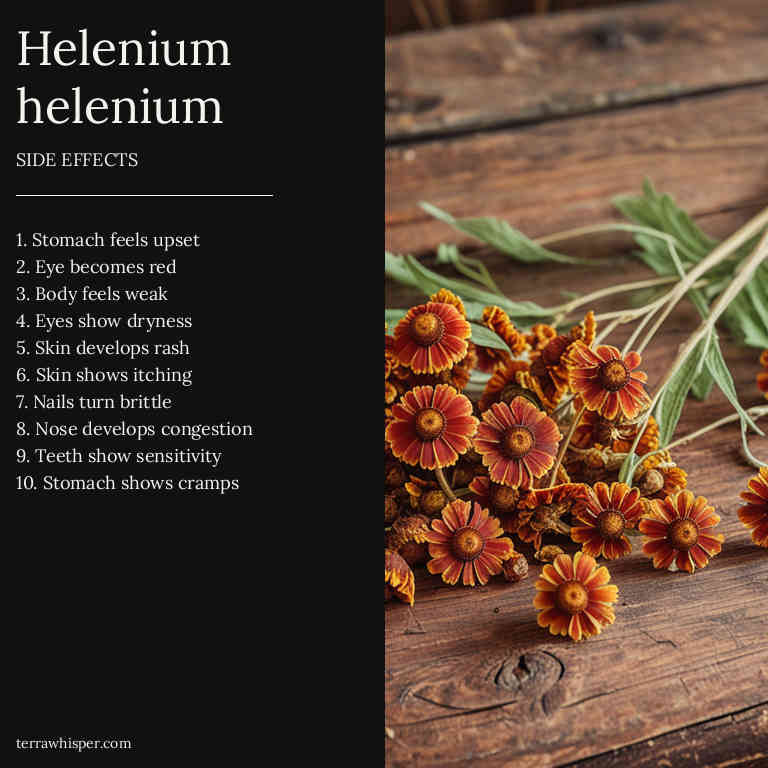 Helenium
helenium
SIDE EFFECTS
1. Stomach feels upset
2. Eye becomes red
3. Body feels weak
4. Eyes show dryness
5. Skin develops rash
6. Skin shows itching
7. Nails turn brittle
8. Nose develops congestion
9. Teeth show sensitivity
10. Stomach shows cramps
terrawhisper.com